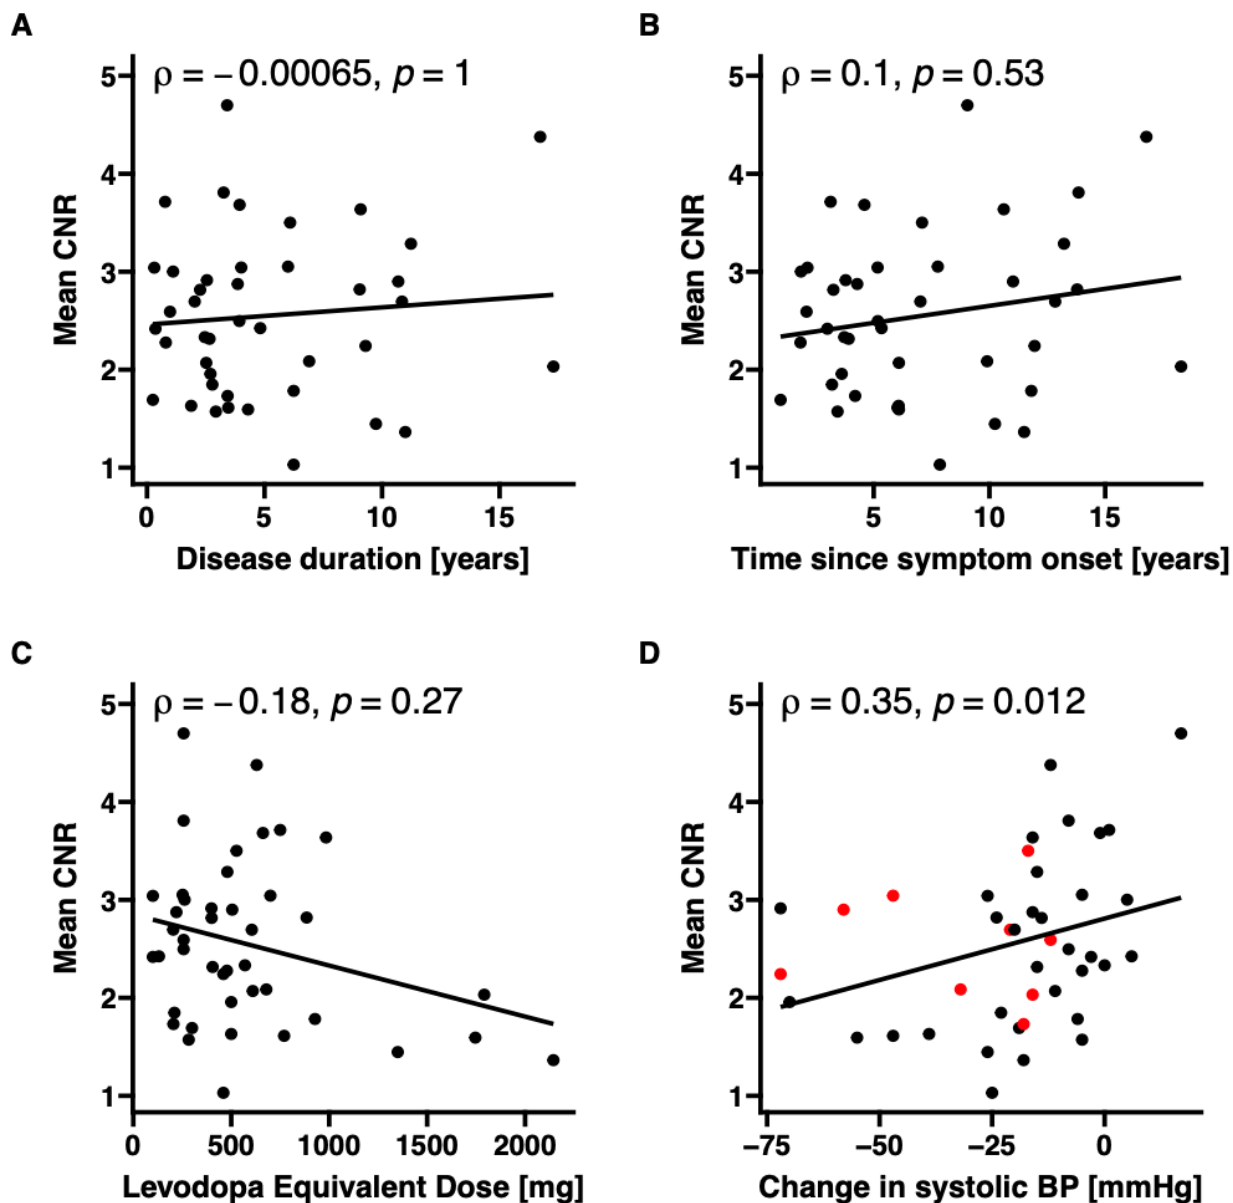 A
ρ = −0.00065, p = 1
5
4
3
2
1
Mean CNR
0 5 10 15
Disease duration [years]
B
ρ = 0.1, p = 0.53
5
4
3
2
1
Mean CNR
5 10 15
Time since symptom onset [years]
C
ρ = −0.18, p = 0.27
5
4
3
2
1
Mean CNR
0 500 1000 1500 2000
Levodopa Equivalent Dose [mg]
D
ρ = 0.35, p = 0.012
5
4
3
2
1
Mean CNR
−75 −50 −25 0
Change in systolic BP [mmHg]